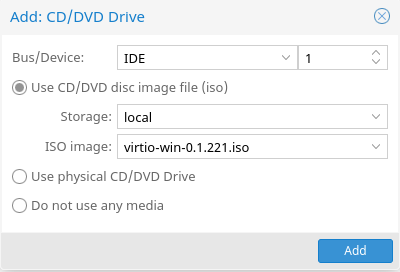 Add: CD/DVD Drive
Bus/Device: IDE 1
Use CD/DVD disc image file (iso)
Storage: local
ISO image: virtio-win-0.1.221.iso
Use physical CD/DVD Drive
Do not use any media
Add